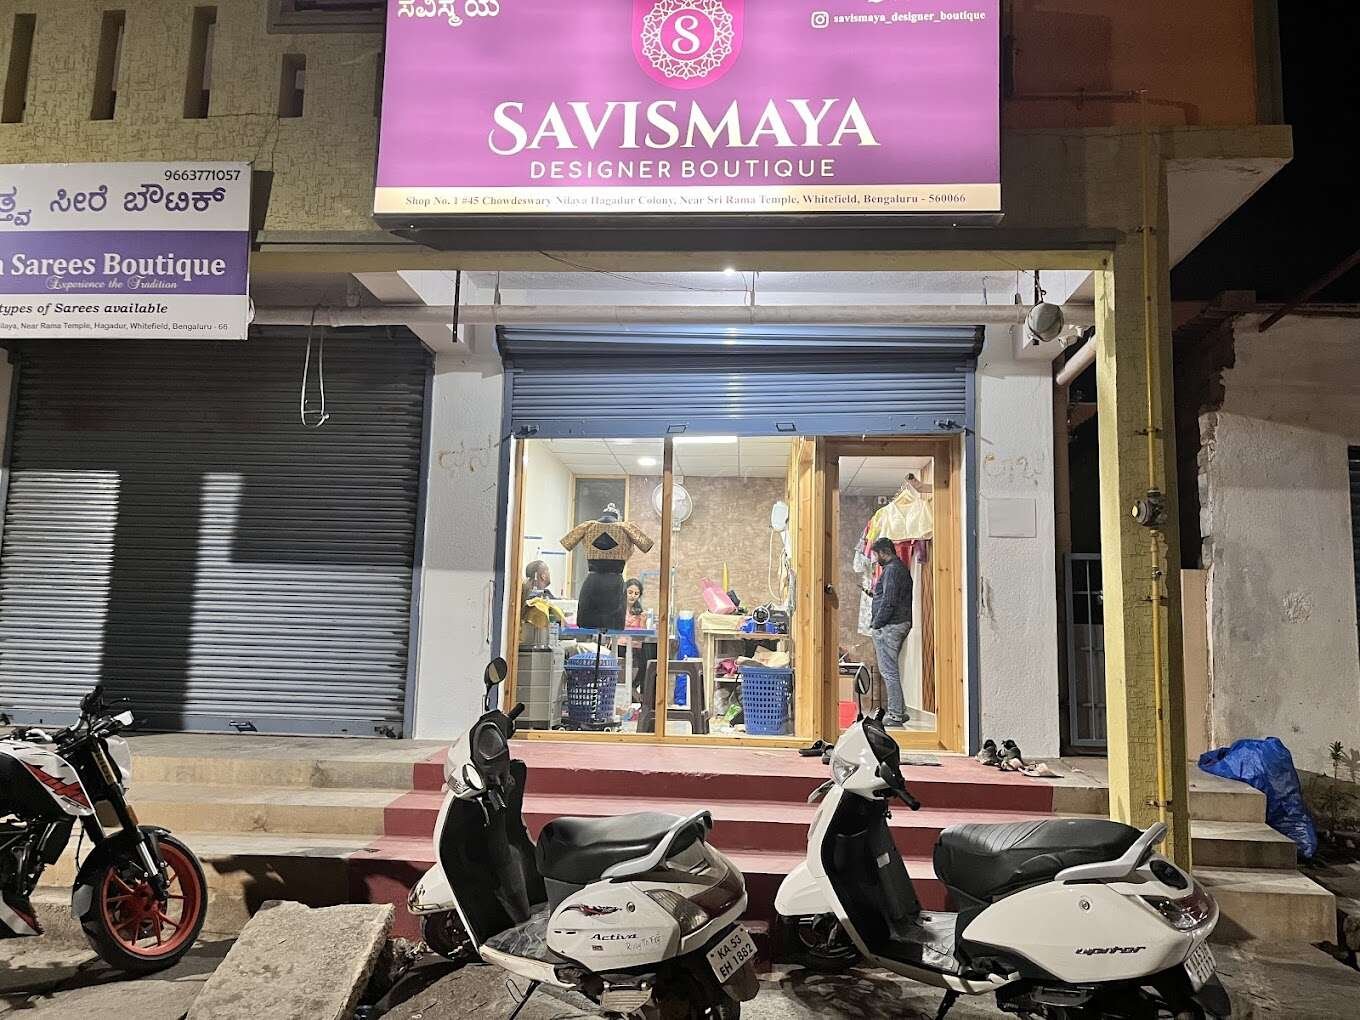 ಸವಿಸ್ಮಯ
S
savismaya_designer_boutique
SAVISMAYA
DESIGNER BOUTIQUE
Shop No. 1 #45 Chowdeswary Nilaya Hagadur Colony, Near Sri Rama Temple, Whitefield, Bengaluru - 560066
9663771057
ಸೀರೆ ಬೌಟಿಕ್
Sarees Boutique
Experience the Tradition
types of Sarees available
Near Rama Temple, Hagadur, Whitefield, Bengaluru - 66
Activa
KA 53
EH 1882